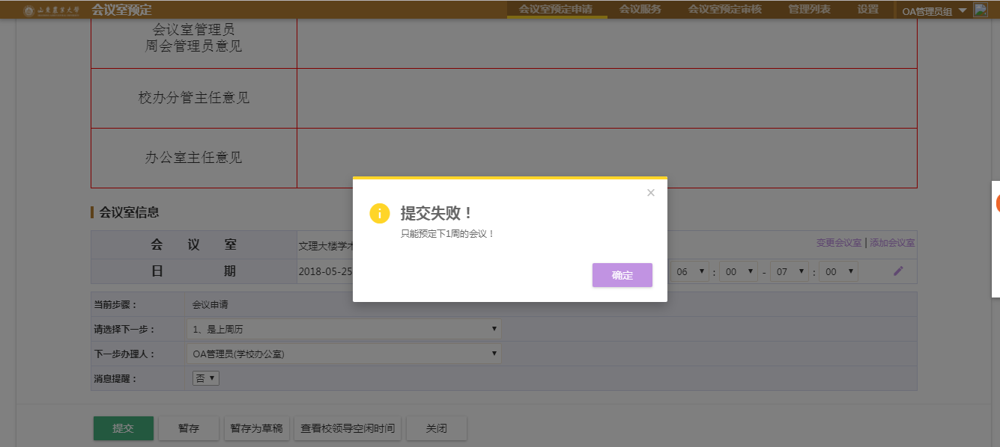 山东农业大学 会议室预定 会议室预定申请 会议服务 会议室预定审核 管理列表 设置 OA管理员组
会议室管理员
周会管理员意见
校办分管主任意见
办公室主任意见
提交失败！
只能预定下1周的会议！
确定
会议室信息
会 议 室 文理大楼学术 变更会议室 | 添加会议室
日 期 2018-05-25 06 : 00 - 07 : 00
当前步骤： 会议申请
请选择下一步： 1、是上周历
下一步办理人： OA管理员(学校办公室)
消息提醒： 否
提交 暂存 暂存为草稿 查看校领导空闲时间 关闭